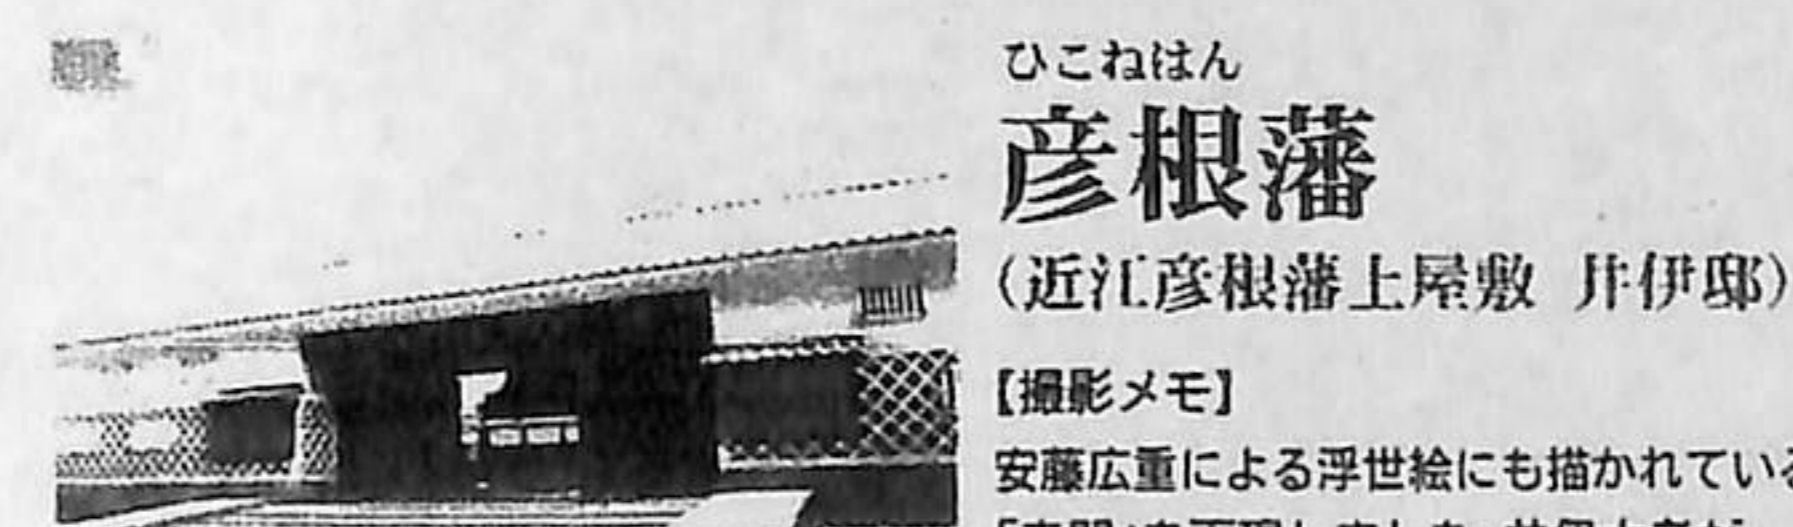 ひこねはん
彦根藩
（近江彦根藩上屋敷 井伊邸）
【撮影メモ】
安藤広重による浮世絵にも描かれている